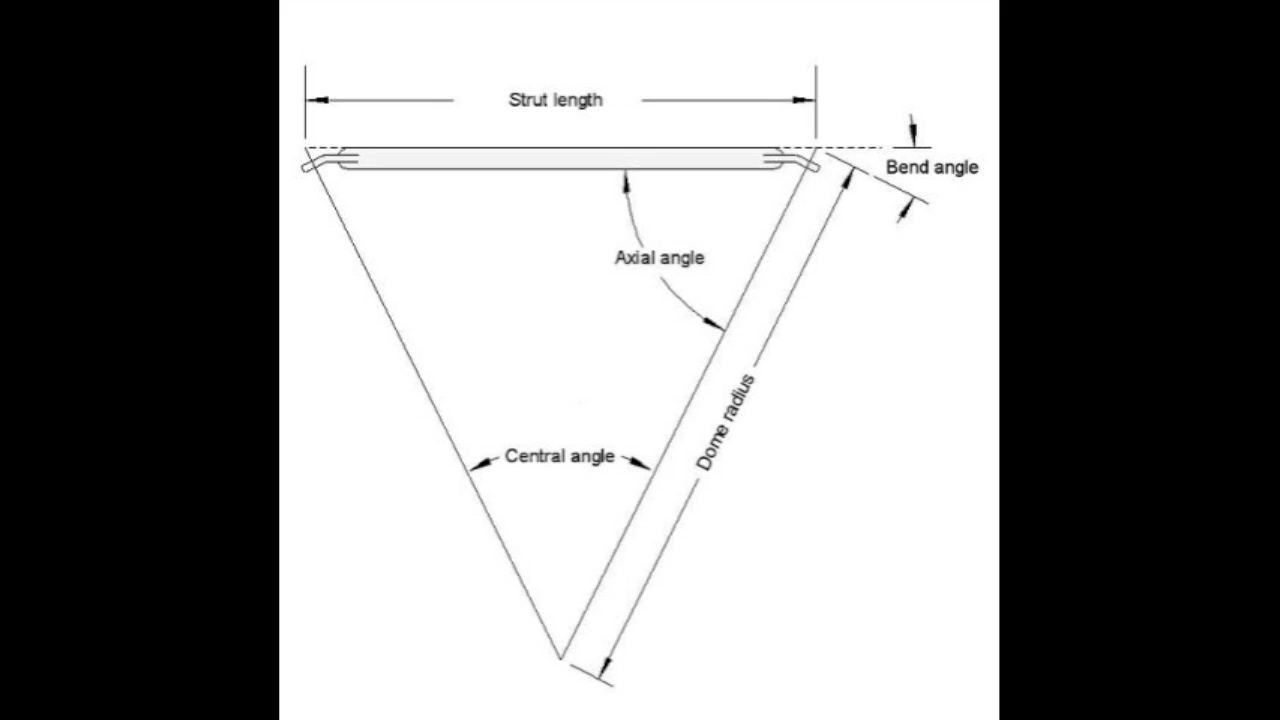 Strut length
Bend angle
Axial angle
Dome radius
Central angle